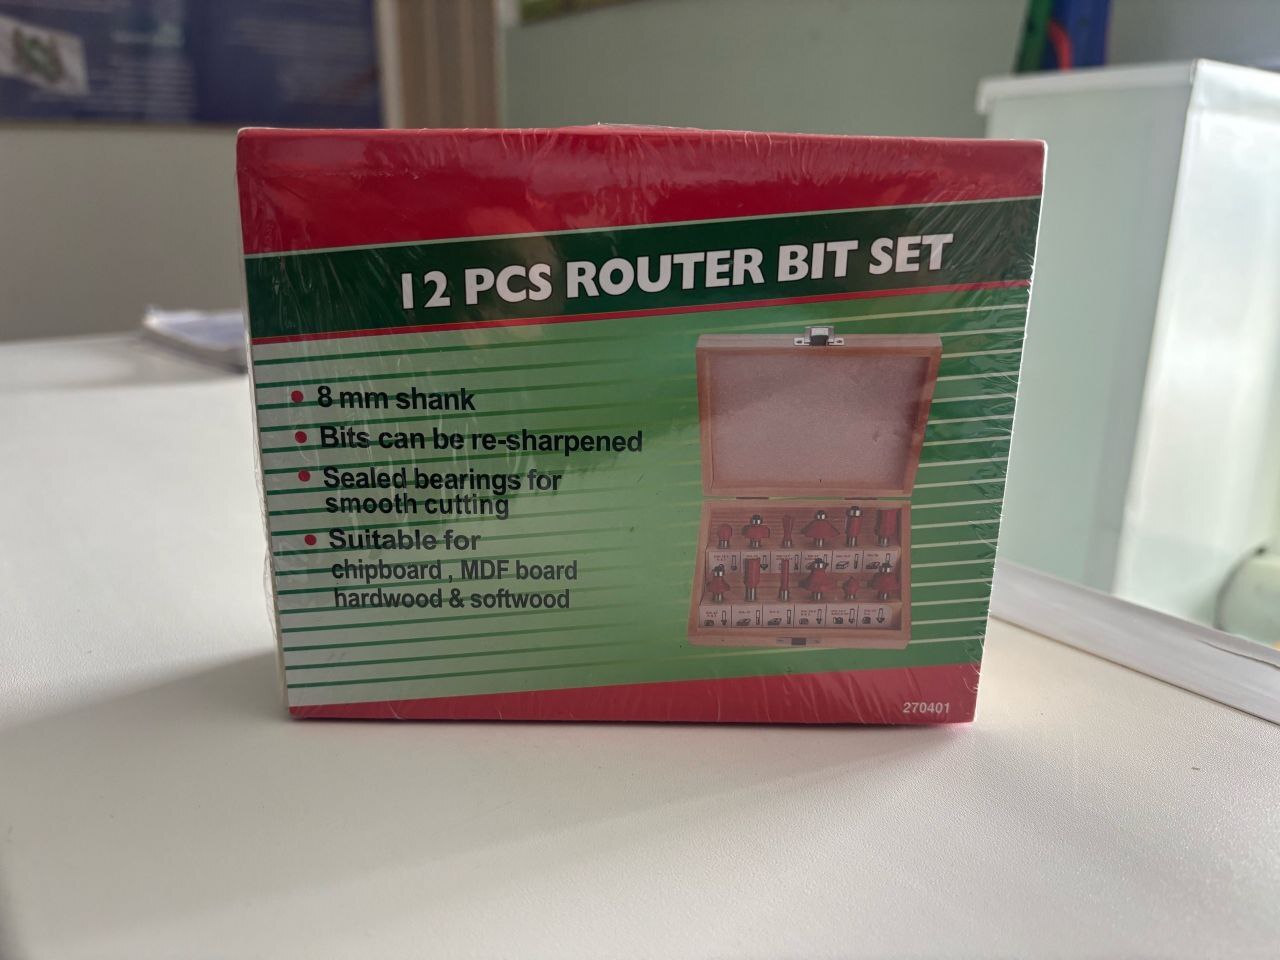 12 PCS ROUTER BIT SET
8 mm shank
Bits can be re-sharpened
Sealed bearings for
smooth cutting
Suitable for
chipboard , MDF board
hardwood & softwood
270401